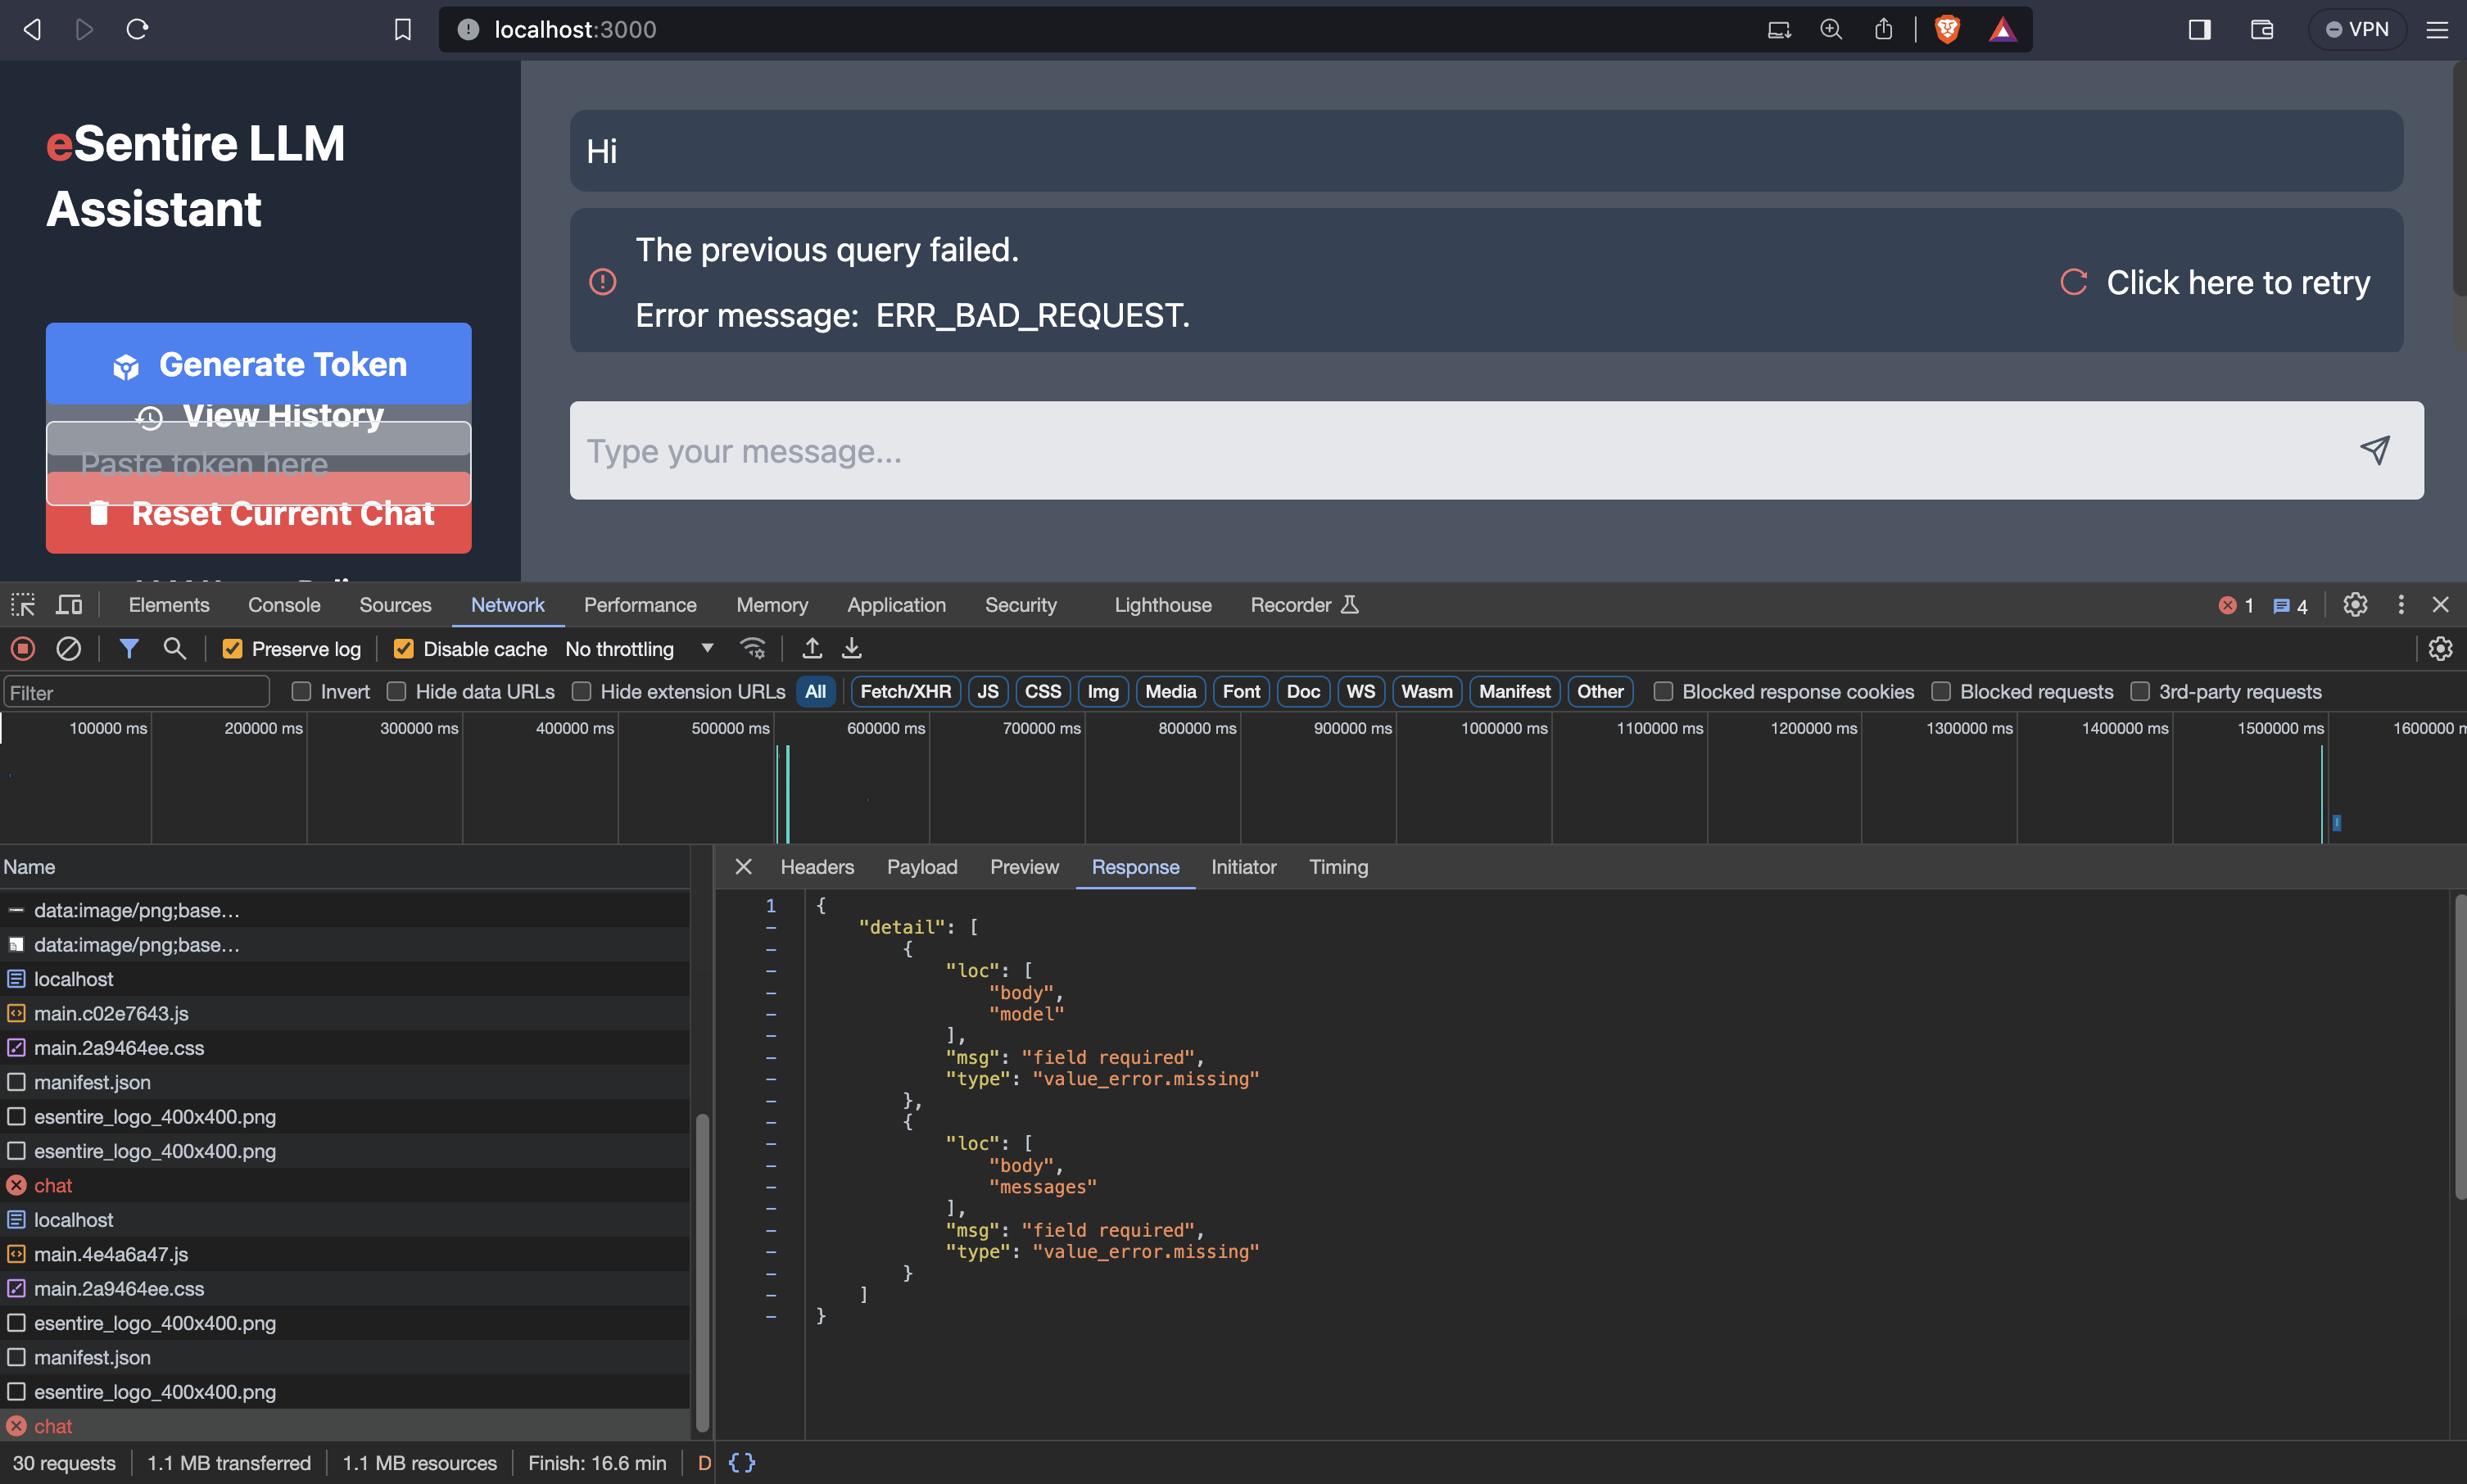 localhost:3000
VPN
eSentire LLM
Assistant
Generate Token
View History
Paste token here
Reset Current Chat
Hi
The previous query failed.
Error message: ERR_BAD_REQUEST.
Click here to retry
Type your message...
Elements Console Sources Network Performance Memory Application Security Lighthouse Recorder
1 4
Preserve log Disable cache No throttling
Filter Invert Hide data URLs Hide extension URLs All Fetch/XHR JS CSS Img Media Font Doc WS Wasm Manifest Other Blocked response cookies Blocked requests 3rd-party requests
100000 ms 200000 ms 300000 ms 400000 ms 500000 ms 600000 ms 700000 ms 800000 ms 900000 ms 1000000 ms 1100000 ms 1200000 ms 1300000 ms 1400000 ms 1500000 ms 1600000 m
Name
data:image/png;base…
data:image/png;base…
localhost
main.c02e7643.js
main.2a9464ee.css
manifest.json
esentire_logo_400x400.png
esentire_logo_400x400.png
chat
localhost
main.4e4a6a47.js
main.2a9464ee.css
esentire_logo_400x400.png
manifest.json
esentire_logo_400x400.png
chat
30 requests 1.1 MB transferred 1.1 MB resources Finish: 16.6 min D
Headers Payload Preview Response Initiator Timing
1 {
- "detail": [
- {
- "loc": [
- "body",
- "model"
- ],
- "msg": "field required",
- "type": "value_error.missing"
- },
- {
- "loc": [
- "body",
- "messages"
- ],
- "msg": "field required",
- "type": "value_error.missing"
- }
- ]
- }
{}